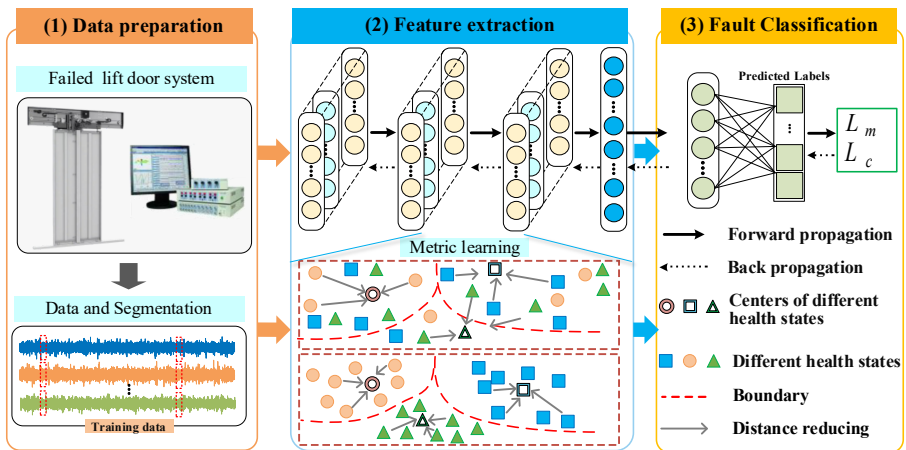 (1) Data preparation
Failed lift door system
Data and Segmentation
Training data
(2) Feature extraction
Metric learning
(3) Fault Classification
Predicted Labels
L m
L c
Forward propagation
Back propagation
Centers of different
health states
Different health states
Boundary
Distance reducing